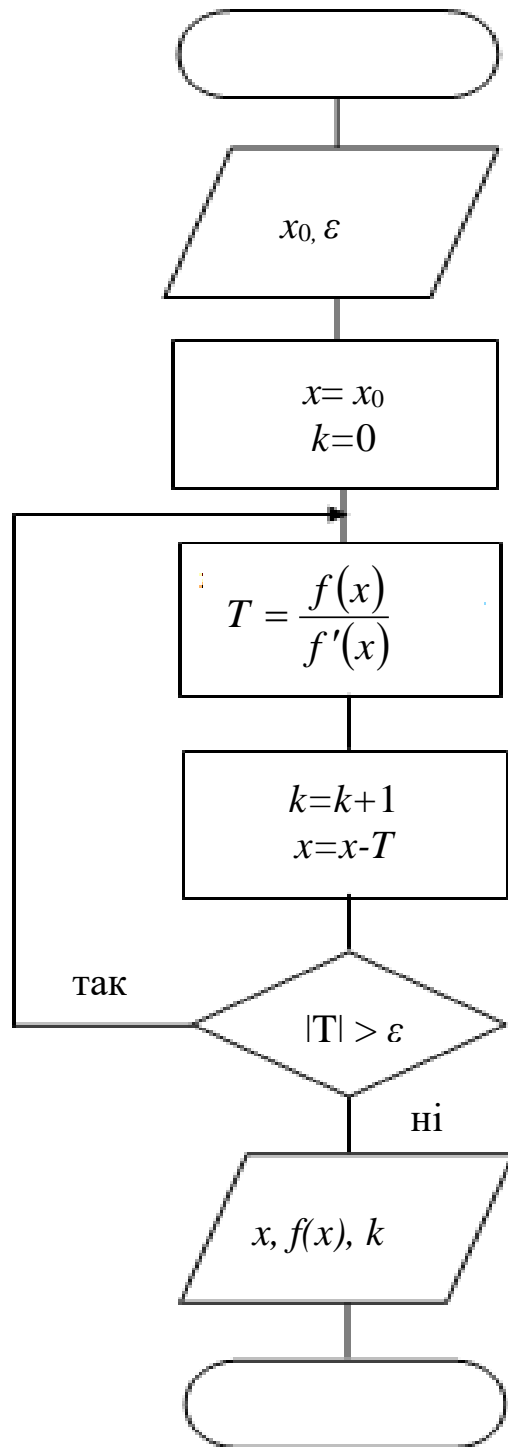 x₀, ε
x= x₀
k=0
T = f(x)/f'(x)
k=k+1
x=x-T
так
|T| > ε
ні
x, f(x), k